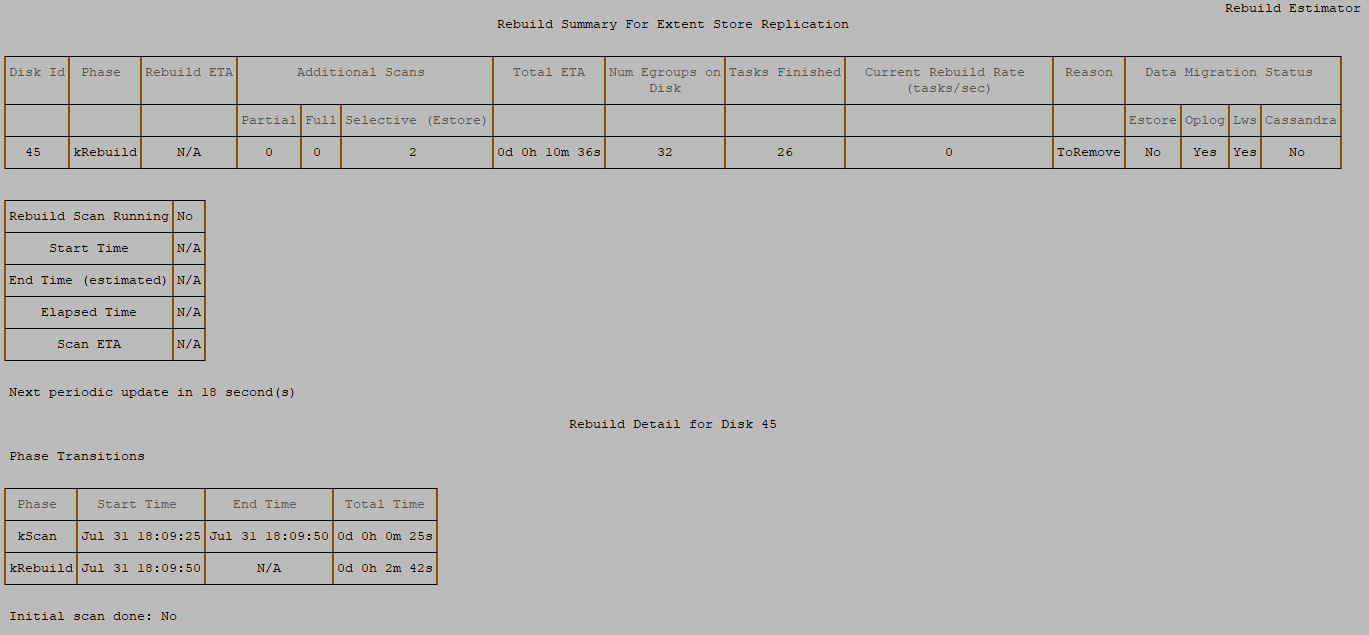 Rebuild Estimator
Rebuild Summary For Extent Store Replication
Disk Id Phase Rebuild ETA Additional Scans Total ETA Num Egroups on Disk Tasks Finished Current Rebuild Rate (tasks/sec) Reason Data Migration Status
Partial Full Selective (Estore) Estore Oplog Lws Cassandra
45 kRebuild N/A 0 0 2 0d 0h 10m 36s 32 26 0 ToRemove No Yes Yes No
Rebuild Scan Running No
Start Time N/A
End Time (estimated) N/A
Elapsed Time N/A
Scan ETA N/A
Next periodic update in 18 second(s)
Rebuild Detail for Disk 45
Phase Transitions
Phase Start Time End Time Total Time
kScan Jul 31 18:09:25 Jul 31 18:09:50 0d 0h 0m 25s
kRebuild Jul 31 18:09:50 N/A 0d 0h 2m 42s
Initial scan done: No